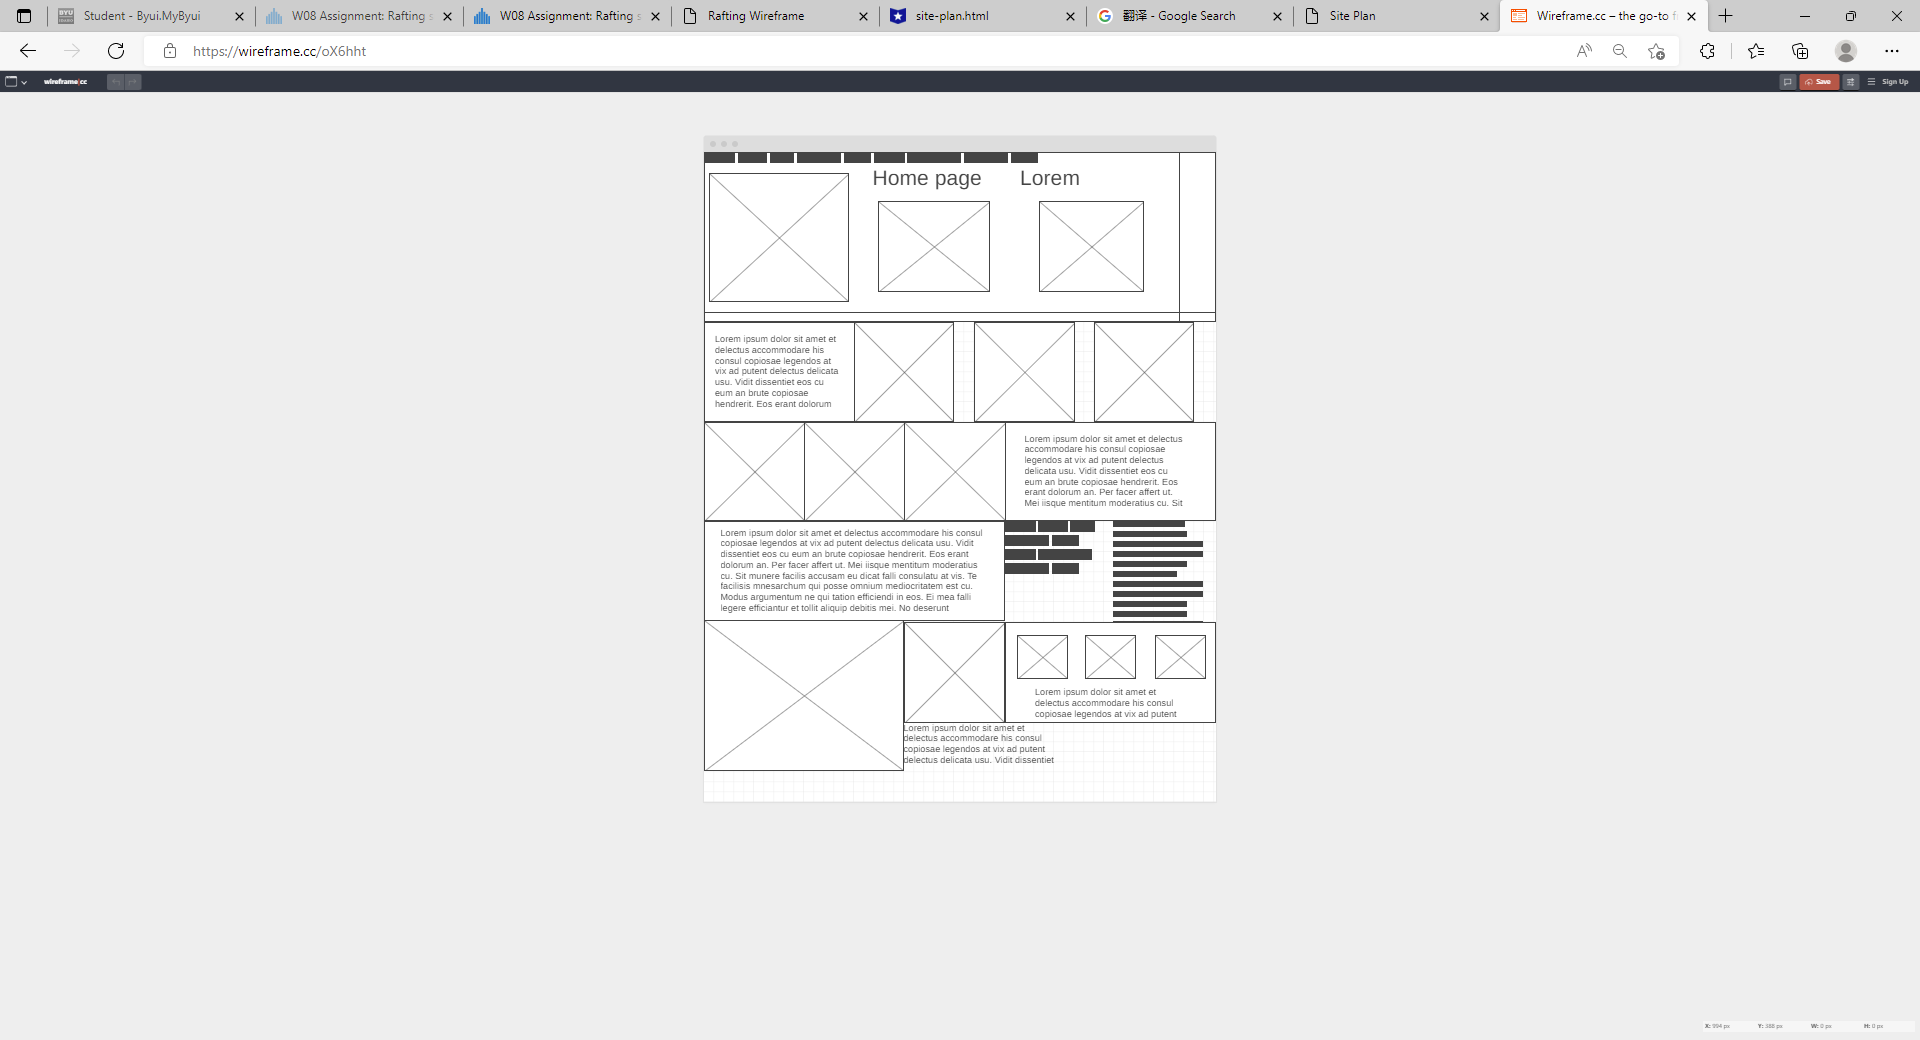 Student - Byui.MyByui
W08 Assignment: Rafting s
W08 Assignment: Rafting s
Rafting Wireframe
site-plan.html
翻译 - Google Search
Site Plan
Wireframe.cc – the go-to f
https://wireframe.cc/oX6hht
wireframe|cc
Save
Sign Up
Home page
Lorem
Lorem ipsum dolor sit amet et
delectus accommodare his
consul copiosae legendos at
vix ad putent delectus delicata
usu. Vidit dissentiet eos cu
eum an brute copiosae
hendrerit. Eos erant dolorum
Lorem ipsum dolor sit amet et delectus
accommodare his consul copiosae
legendos at vix ad putent delectus
delicata usu. Vidit dissentiet eos cu
eum an brute copiosae hendrerit. Eos
erant dolorum an. Per facer affert ut.
Mei iisque mentitum moderatius cu. Sit
Lorem ipsum dolor sit amet et delectus accommodare his consul
copiosae legendos at vix ad putent delectus delicata usu. Vidit
dissentiet eos cu eum an brute copiosae hendrerit. Eos erant
dolorum an. Per facer affert ut. Mei iisque mentitum moderatius
cu. Sit munere facilis accusam eu dicat falli consulatu at vis. Te
facilisis mnesarchum qui posse omnium mediocritatem est cu.
Modus argumentum ne qui tation efficiendi in eos. Ei mea falli
legere efficiantur et tollit aliquip debitis mei. No deserunt
Lorem ipsum dolor sit amet et
delectus accommodare his consul
copiosae legendos at vix ad putent
Lorem ipsum dolor sit amet et
delectus accommodare his consul
copiosae legendos at vix ad putent
delectus delicata usu. Vidit dissentiet
X: 994 px Y: 388 px W: 0 px H: 0 px